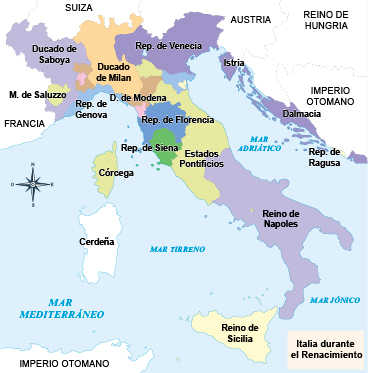 SUIZA
AUSTRIA
REINO DE
HUNGRIA
Ducado de
Saboya
Rep. de Venecia
Ducado
de Milan
Istria
IMPERIO
OTOMANO
M. de Saluzzo
D. de Modena
Rep. de
Genova
Dalmacia
FRANCIA
Rep. de Florencia
MAR
ADRIÁTICO
Rep. de Siena
Estados
Pontificios
Rep. de
Ragusa
Córcega
Reino de
Napoles
Cerdeña
MAR TIRRENO
MAR
MEDITERRÁNEO
MAR JÓNICO
Reino de
Sicilia
Italia durante
el Renacimiento
IMPERIO OTOMANO